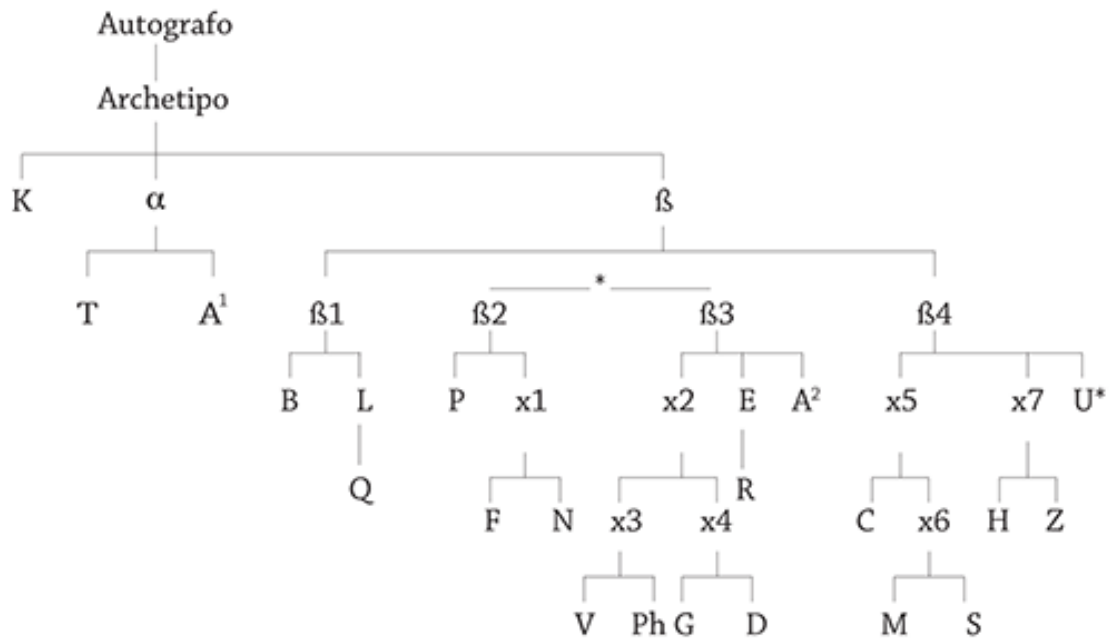 Autografo
Archetipo
K α ß
*
T A¹ ß1 ß2 ß3 ß4
B L P x1 x2 E A² x5 x7 U*
Q F N x3 x4 R C x6 H Z
V Ph G D M S